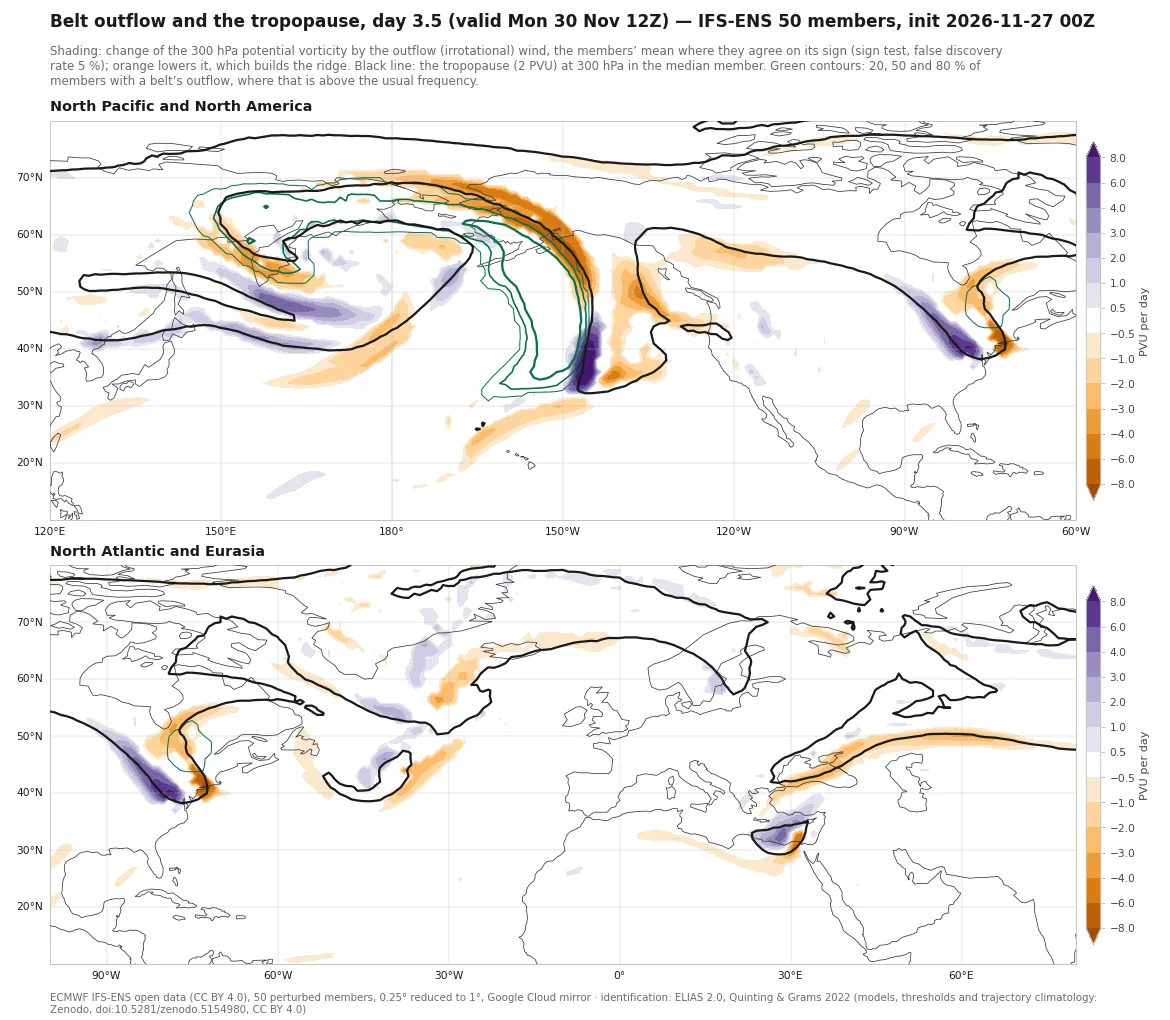 Belt outflow and the tropopause, day 3.5 (valid Mon 30 Nov 12Z) — IFS-ENS 50 members, init 2026-11-27 00Z
Shading: change of the 300 hPa potential vorticity by the outflow (irrotational) wind, the members’ mean where they agree on its sign (sign test, false discovery
rate 5 %); orange lowers it, which builds the ridge. Black line: the tropopause (2 PVU) at 300 hPa in the median member. Green contours: 20, 50 and 80 % of
members with a belt’s outflow, where that is above the usual frequency.
North Pacific and North America
70°N
60°N
50°N
40°N
30°N
20°N
120°E 150°E 180° 150°W 120°W 90°W 60°W
8.0
6.0
4.0
3.0
2.0
1.0
0.5
−0.5
−1.0
−2.0
−3.0
−4.0
−6.0
−8.0
PVU per day
North Atlantic and Eurasia
70°N
60°N
50°N
40°N
30°N
20°N
90°W 60°W 30°W 0° 30°E 60°E
8.0
6.0
4.0
3.0
2.0
1.0
0.5
−0.5
−1.0
−2.0
−3.0
−4.0
−6.0
−8.0
PVU per day
ECMWF IFS-ENS open data (CC BY 4.0), 50 perturbed members, 0.25° reduced to 1°, Google Cloud mirror · identification: ELIAS 2.0, Quinting & Grams 2022 (models, thresholds and trajectory climatology:
Zenodo, doi:10.5281/zenodo.5154980, CC BY 4.0)